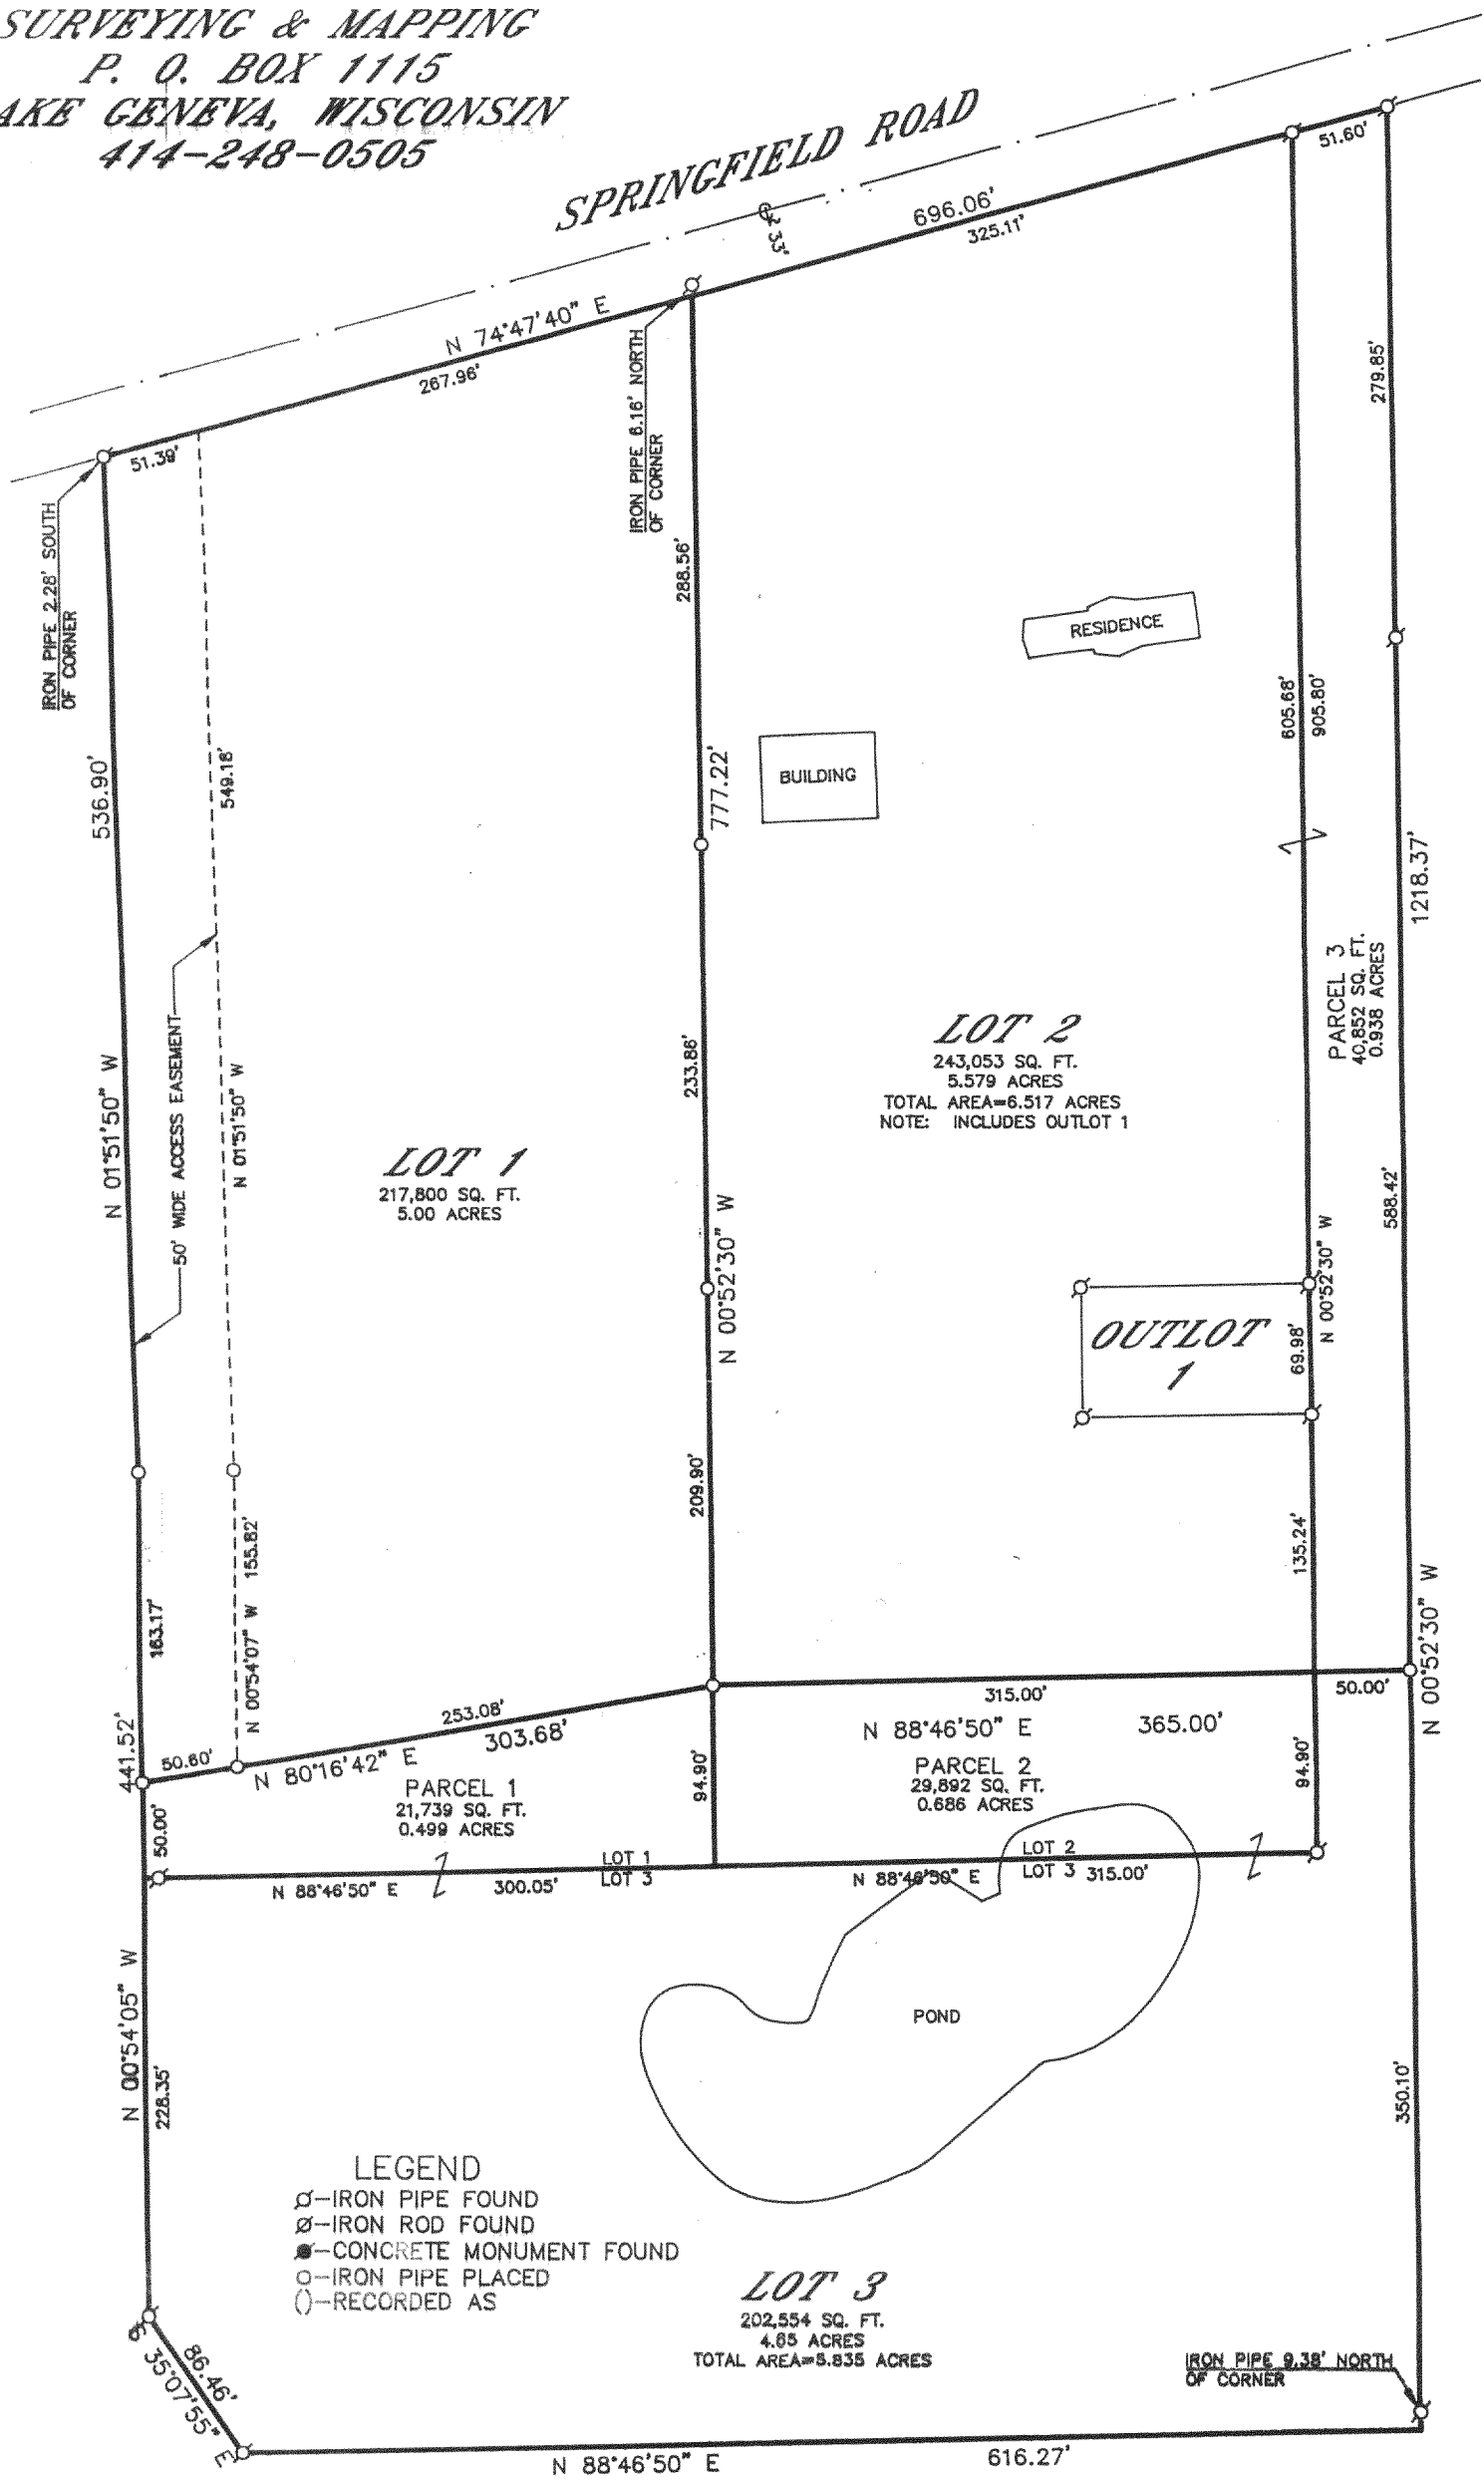 SURVEYING & MAPPING
P. O. BOX 1115
AKE GENEVA, WISCONSIN
414-248-0505
SPRINGFIELD ROAD
33'
696.06'
325.11'
51.60'
N 74°47'40" E
267.96'
51.39'
IRON PIPE 2.28' SOUTH
OF CORNER
IRON PIPE 6.16' NORTH
OF CORNER
279.85'
288.56'
536.90'
549.18'
777.22'
RESIDENCE
BUILDING
605.68'
905.80'
1218.37'
N 01°51'50" W
50' WIDE ACCESS EASEMENT
N 01°51'50" W
233.86'
LOT 1
217,800 SQ. FT.
5.00 ACRES
LOT 2
243,053 SQ. FT.
5.579 ACRES
TOTAL AREA=6.517 ACRES
NOTE: INCLUDES OUTLOT 1
PARCEL 3
40,852 SQ. FT.
0.938 ACRES
588.42'
N 00°52'30" W
N 00°52'30" W
OUTLOT
1
69.98'
209.90'
135.24'
163.17'
N 00°54'07" W 155.82'
N 00°52'30" W
441.52'
50.60'
253.08'
N 80°16'42" E
303.68'
315.00'
50.00'
N 88°46'50" E
365.00'
94.90'
94.90'
PARCEL 1
21,739 SQ. FT.
0.499 ACRES
PARCEL 2
29,892 SQ. FT.
0.686 ACRES
50.00'
LOT 1
LOT 3
LOT 2
LOT 3
N 88°46'50" E
300.05'
N 88°46'50" E
315.00'
N 00°54'05" W
228.35'
POND
350.10'
LEGEND
-IRON PIPE FOUND
-IRON ROD FOUND
-CONCRETE MONUMENT FOUND
-IRON PIPE PLACED
()-RECORDED AS
LOT 3
202,554 SQ. FT.
4.65 ACRES
TOTAL AREA=5.835 ACRES
IRON PIPE 9.38' NORTH
OF CORNER
86.46'
S 35°07'55" E
N 88°46'50" E
616.27'